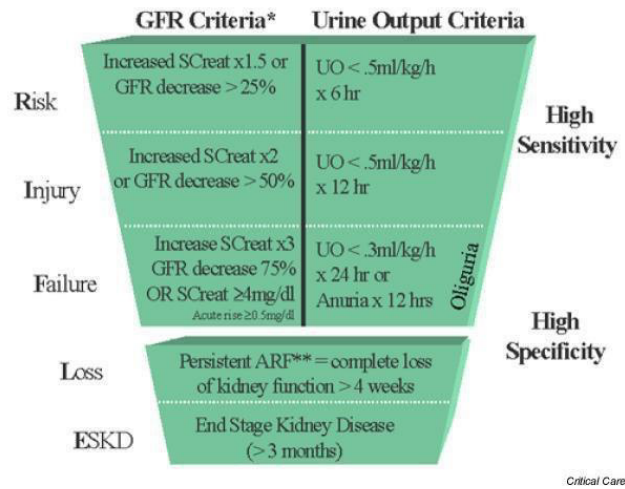 GFR Criteria* Urine Output Criteria
Increased SCreat x1.5 or
GFR decrease > 25%
UO < .5ml/kg/h
x 6 hr
Risk
High
Sensitivity
Increased SCreat x2
or GFR decrease > 50%
UO < .5ml/kg/h
x 12 hr
Injury
Increase SCreat x3
GFR decrease 75%
OR SCreat ≥4mg/dl
Acute rise ≥0.5mg/dl
UO < .3ml/kg/h
x 24 hr or
Anuria x 12 hrs
Oliguria
Failure
High
Specificity
Loss
Persistent ARF** = complete loss
of kidney function > 4 weeks
ESKD
End Stage Kidney Disease
(> 3 months)
Critical Care